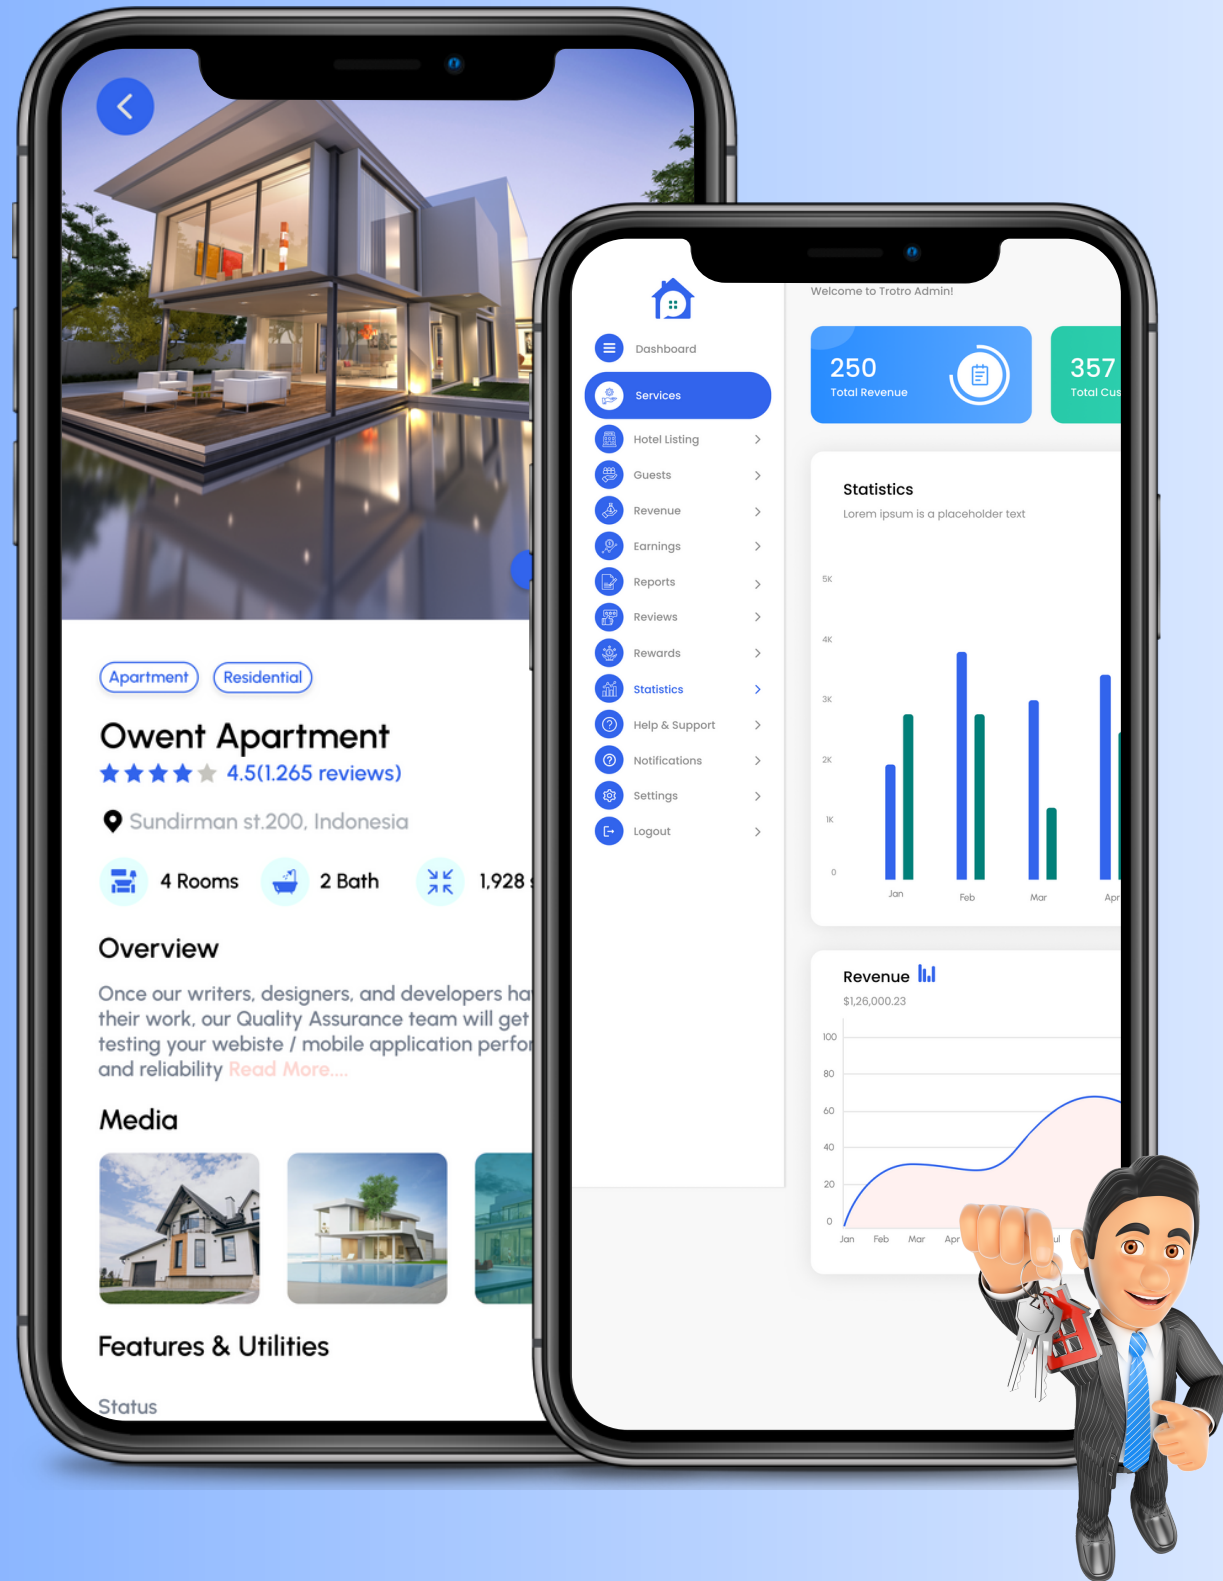 Apartment
Residential
Owent Apartment
4.5(1.265 reviews)
Sundirman st.200, Indonesia
4 Rooms
2 Bath
1,928
Overview
Once our writers, designers, and developers
their work, our Quality Assurance team will get
testing your webiste / mobile application
and reliability Read More....
Media
Features & Utilities
Status
Dashboard
Services
Hotel Listing
Guests
Revenue
Earnings
Reports
Reviews
Rewards
Statistics
Help & Support
Notifications
Settings
Logout
Welcome to Trotro Admin!
250
Total Revenue
357
Total
Statistics
Lorem ipsum is a placeholder text
5K
4K
3K
2K
1K
0
Jan
Feb
Mar
Apr
Revenue
$1,26,000.23
100
80
60
40
20
0
Jan
Feb
Mar
Apr